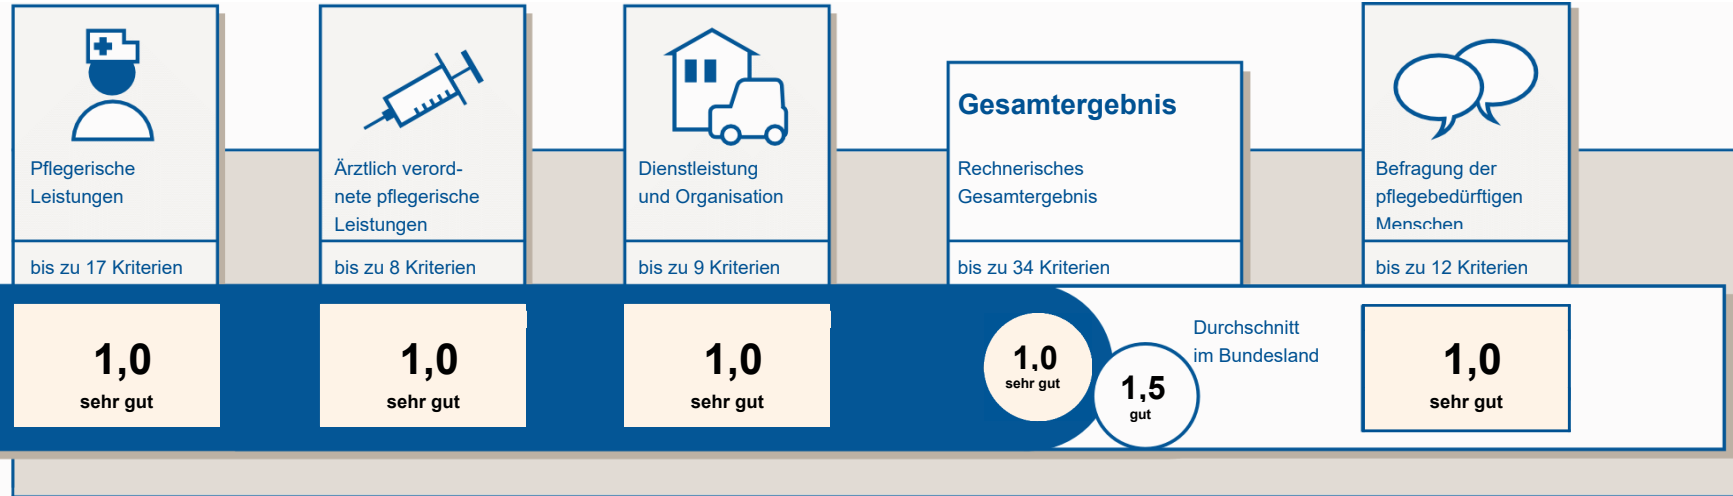 Pflegerische
Leistungen
bis zu 17 Kriterien
1,0
sehr gut
Ärztlich verord-
nete pflegerische
Leistungen
bis zu 8 Kriterien
1,0
sehr gut
Dienstleistung
und Organisation
bis zu 9 Kriterien
1,0
sehr gut
Gesamtergebnis
Rechnerisches
Gesamtergebnis
bis zu 34 Kriterien
1,0
sehr gut
1,5
gut
Durchschnitt
im Bundesland
Befragung der
pflegebedürftigen
Menschen
bis zu 12 Kriterien
1,0
sehr gut